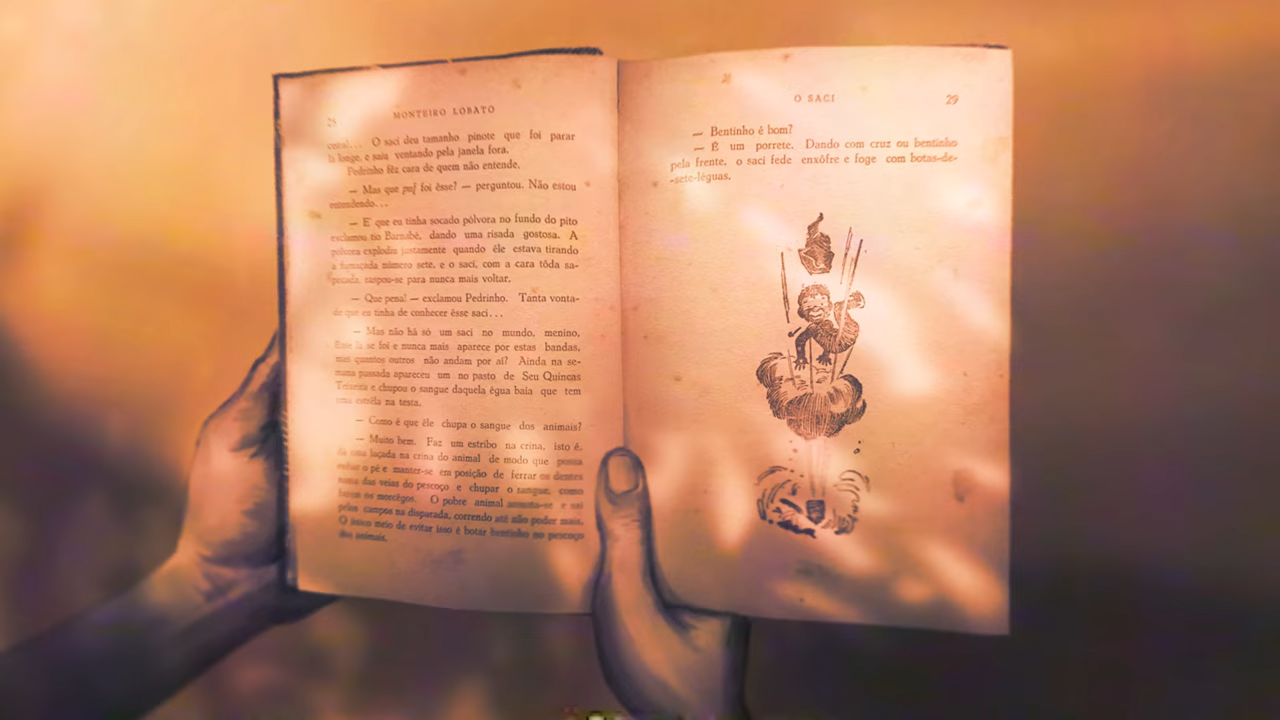 28 MONTEIRO LOBATO
O saci deu tamanho pinote que foi parar
lá longe, e saiu ventando pela janela fora.
Pedrinho fêz cara de quem não entende.
— Mas que puf foi êsse? — perguntou. Não estou
entendendo...
— E' que eu tinha socado pólvora no fundo do pito
exclamou tio Barnabé, dando uma risada gostosa. A
pólvora explodiu justamente quando êle estava tirando
a fumaçada número sete, e o saci, com a cara tôda sa-
pecada, raspou-se para nunca mais voltar.
— Que pena! — exclamou Pedrinho. Tanta vonta-
de que eu tinha de conhecer êsse saci...
— Mas não há só um saci no mundo, menino.
Êsse lá se foi e nunca mais aparece por estas bandas,
mas quantos outros não andam por aí? Ainda na se-
mana passada apareceu um no pasto de Seu Quincas
Teixeira e chupou o sangue daquela égua baia que tem
uma estrêla na testa.
— Como é que êle chupa o sangue dos animais?
— Muito bem. Faz um estribo na crina, isto é,
dá uma laçada na crina do animal de modo que possa
enfiar o pé e manter-se em posição de ferrar os dentes
numa das veias do pescoço e chupar o sangue, como
fazem os morcegos. O pobre animal assusta-se e sai
pelos campos na disparada, correndo até não poder mais.
O único meio de evitar isso é botar bentinho no pescoço
dos animais.
O SACI 29
— Bentinho é bom?
— É um porrete. Dando com cruz ou bentinho
pela frente, o saci fede enxôfre e foge com botas-de-
-sete-léguas.